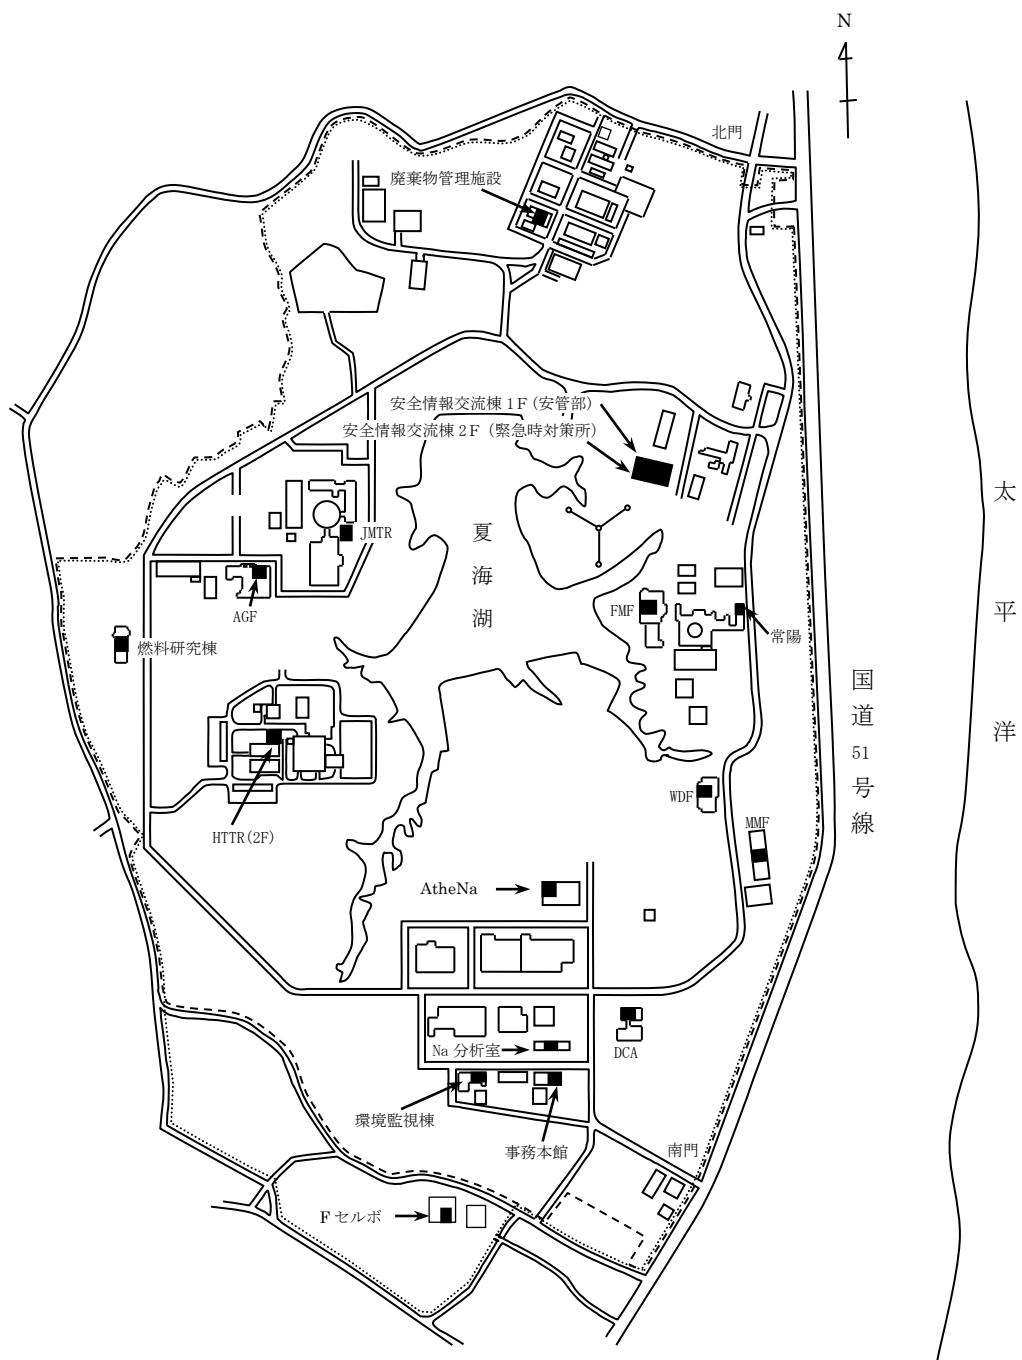 N
北門
廃棄物管理施設
安全情報交流棟 1F (安管部)
安全情報交流棟 2F (緊急時対策所)
太平洋
夏海湖
JMTR
AGF
FMF
常陽
燃料研究棟
国道51号線
WDF
MMF
HTTR(2F)
AtheNa
Na 分析室
DCA
環境監視棟
事務本館
南門
F セルボ